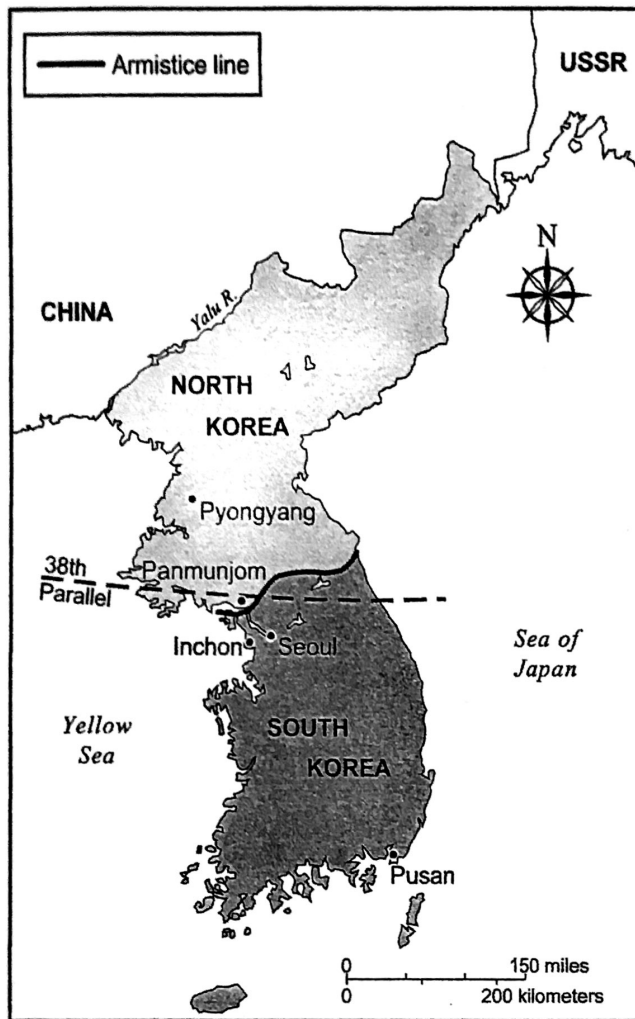 Armistice line
USSR
N
CHINA
Yalu R.
NORTH
KOREA
Pyongyang
38th
Parallel
Panmunjom
Inchon
Seoul
Sea of
Japan
Yellow
Sea
SOUTH
KOREA
Pusan
0 150 miles
0 200 kilometers